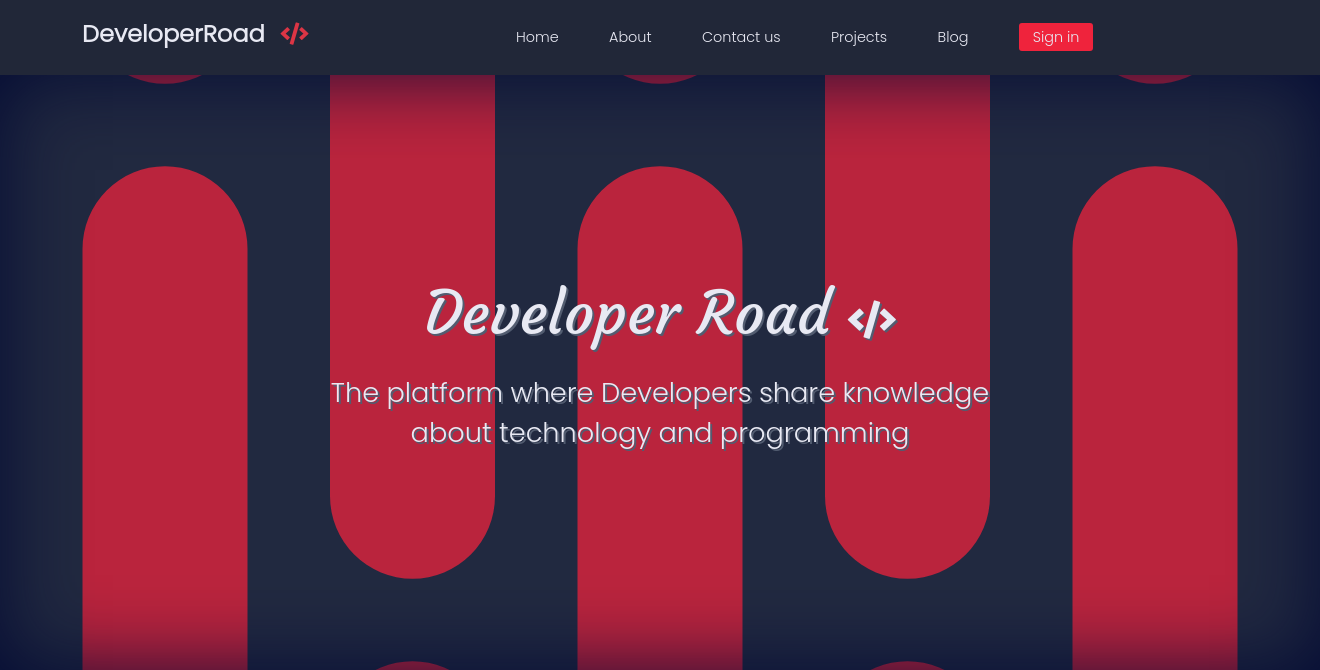 DeveloperRoad </>
Home About Contact us Projects Blog Sign in
Developer Road </>
The platform where Developers share knowledge
about technology and programming